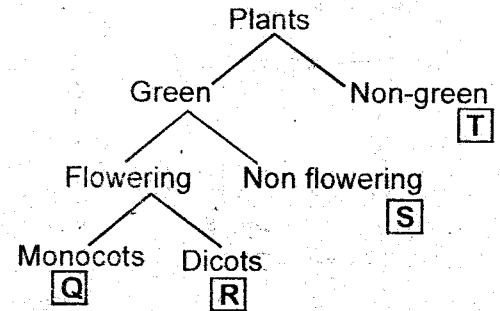 Plants
Green Non-green
T
Flowering Non flowering
S
Monocots Dicots
Q R